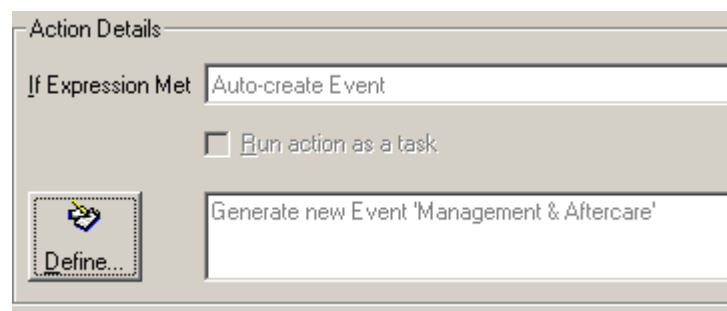 Action Details
If Expression Met
Auto-create Event
Run action as a task
Generate new Event 'Management & Aftercare'
Define...